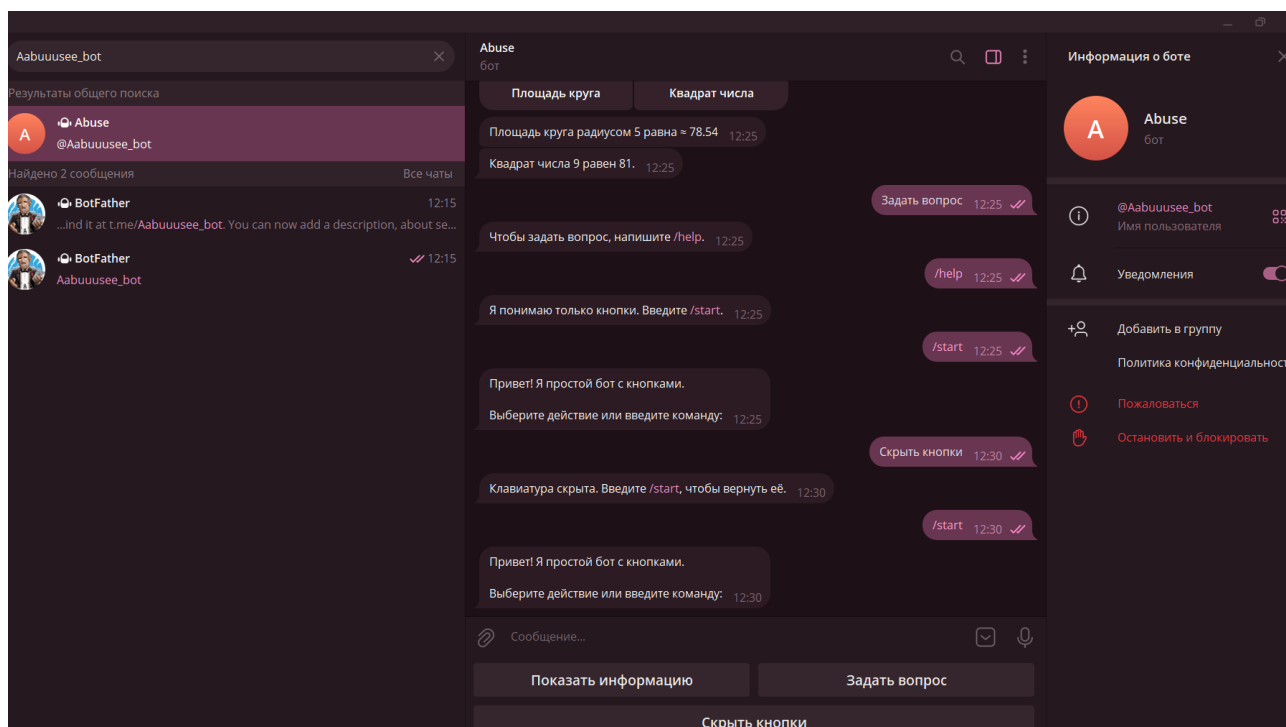 Aabuuusee_bot
Результаты общего поиска
A
Abuse
@Aabuuusee_bot
Найдено 2 сообщения
Все чаты
BotFather
12:15
...ind it at t.me/Aabuuusee_bot. You can now add a description, about se...
BotFather
12:15
Aabuuusee_bot
Abuse
бот
Площадь круга
Квадрат числа
Площадь круга радиусом 5 равна ≈ 78.54 12:25
Квадрат числа 9 равен 81. 12:25
Задать вопрос 12:25
Чтобы задать вопрос, напишите /help. 12:25
/help 12:25
Я понимаю только кнопки. Введите /start. 12:25
/start 12:25
Привет! Я простой бот с кнопками.
Выберите действие или введите команду: 12:25
Скрыть кнопки 12:30
Клавиатура скрыта. Введите /start, чтобы вернуть её. 12:30
/start 12:30
Привет! Я простой бот с кнопками.
Выберите действие или введите команду: 12:30
Сообщение...
Показать информацию
Задать вопрос
Скрыть кнопки
Информация о боте
A
Abuse
бот
@Aabuuusee_bot
Имя пользователя
Уведомления
Добавить в группу
Политика конфиденциальност
Пожаловаться
Остановить и блокировать